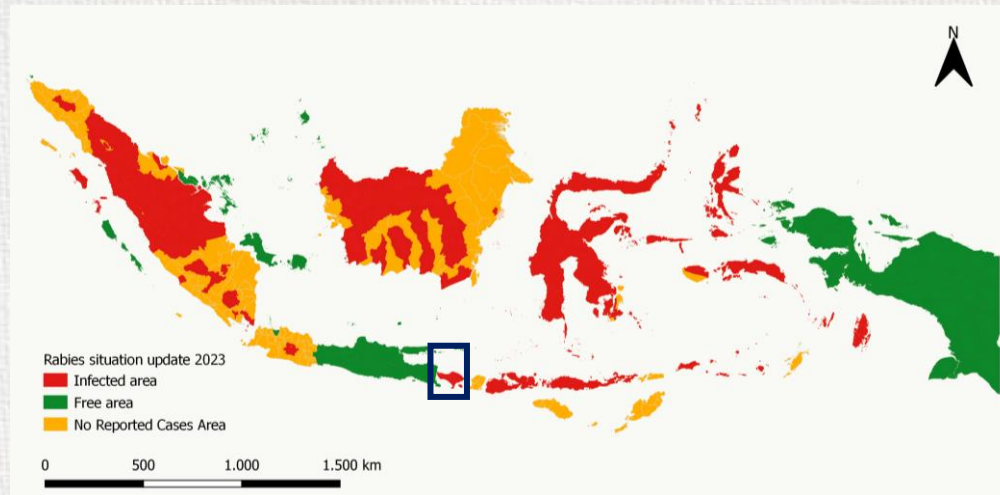 N
Rabies situation update 2023
Infected area
Free area
No Reported Cases Area
0 500 1.000 1.500 km